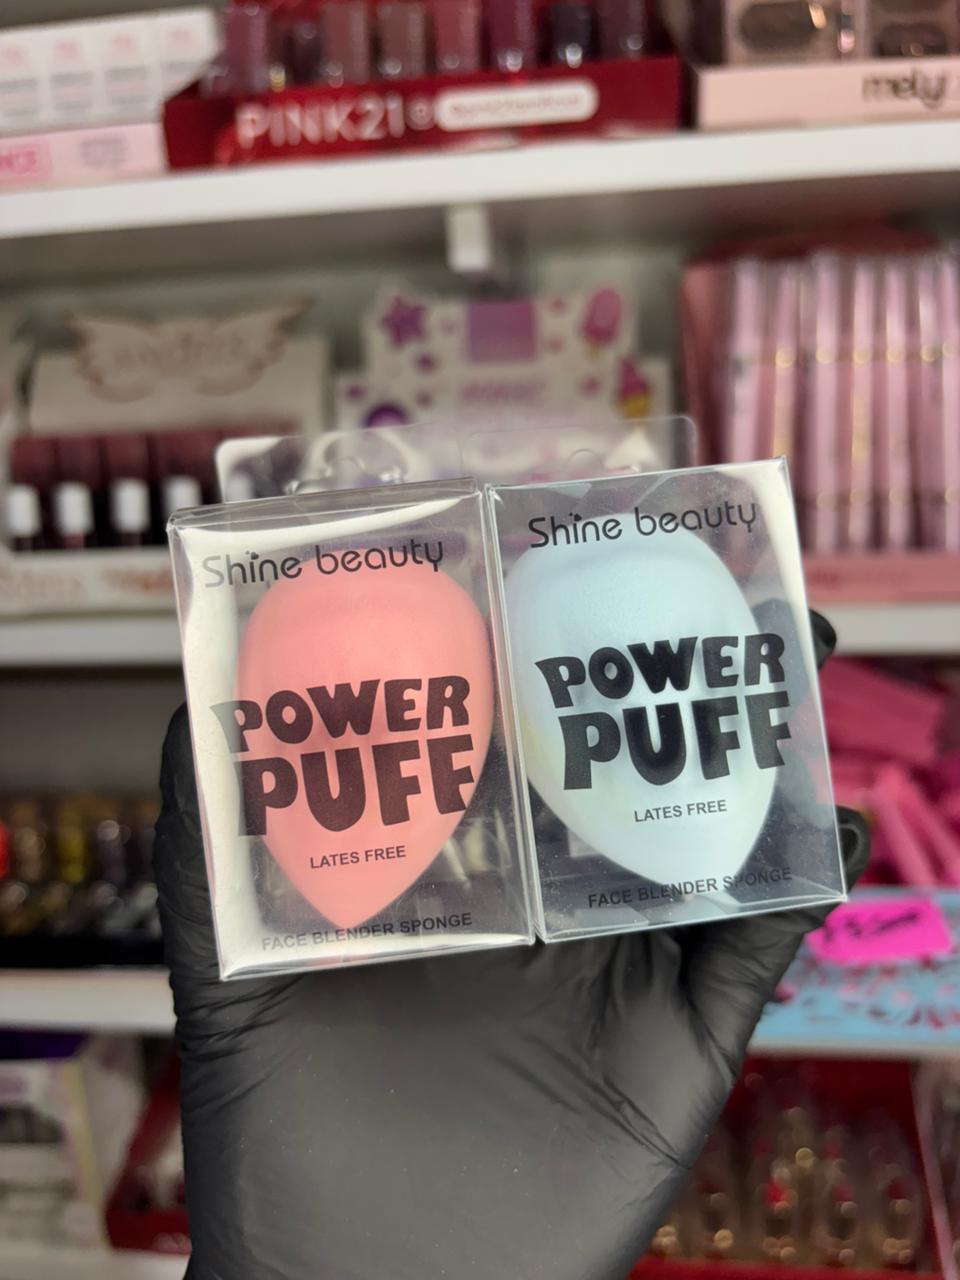 PINK21
melyi
Shine beauty
POWER
PUFF
LATES FREE
FACE BLENDER SPONGE
Shine beauty
POWER
PUFF
LATES FREE
FACE BLENDER SPONGE